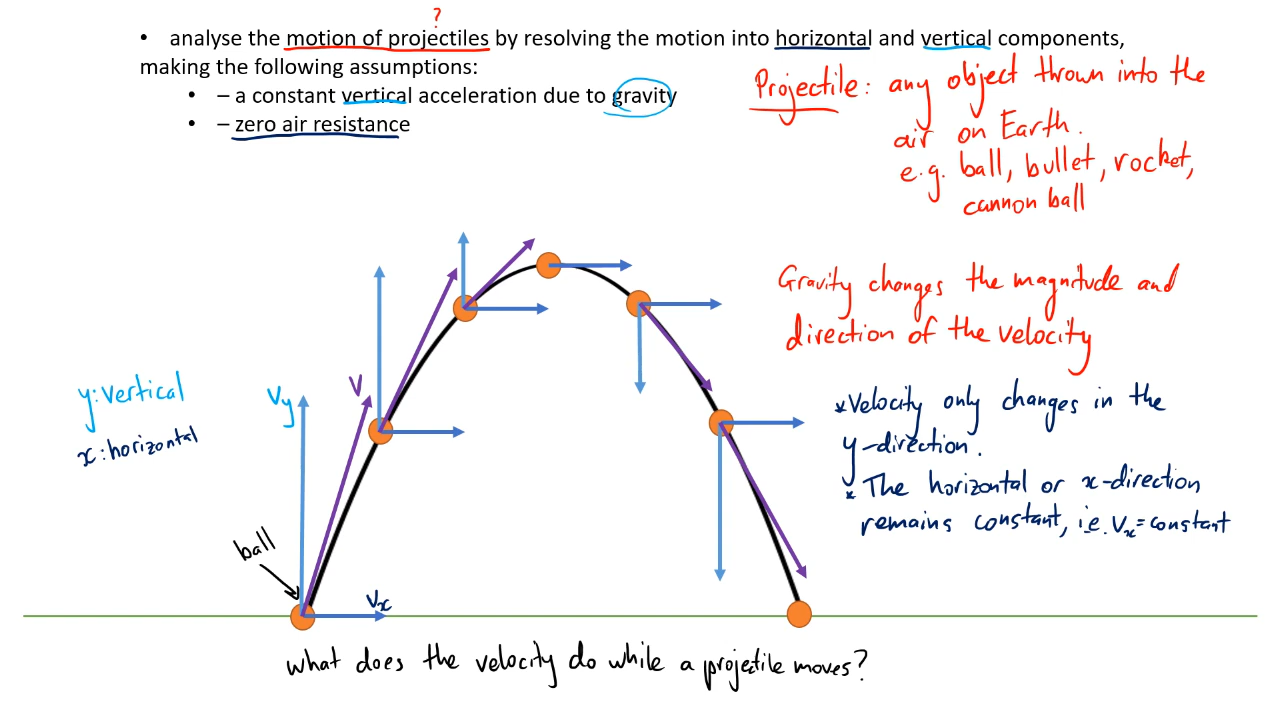 ?
• analyse the motion of projectiles by resolving the motion into horizontal and vertical components,
making the following assumptions:
• – a constant vertical acceleration due to gravity
• – zero air resistance
Projectile: any object thrown into the
air on Earth.
e.g. ball, bullet, rocket,
cannon ball
Gravity changes the magnitude and
direction of the velocity
y: vertical
x: horizontal
Vy
V
*Velocity only changes in the
y-direction.
* The horizontal or x-direction
remains constant, i.e. Vx = constant
ball
Vx
what does the velocity do while a projectile moves?